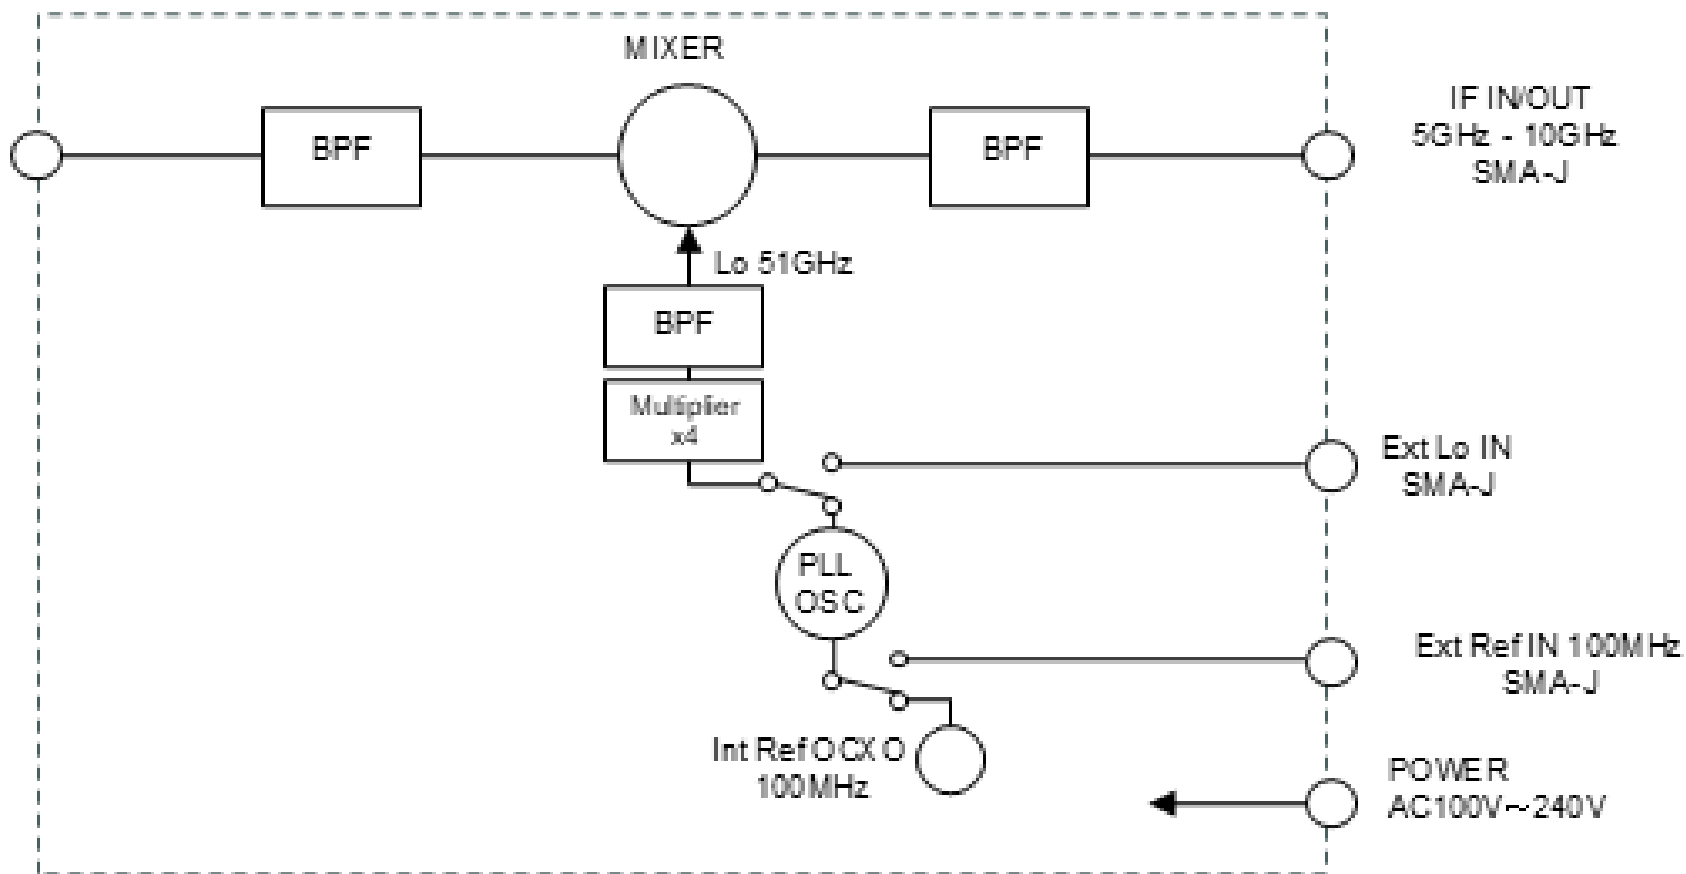 MIXER
BPF
BPF
IF IN/OUT
5GHz - 10GHz
SMA-J
Lo 51GHz
BPF
Multiplier
x4
Ext Lo IN
SMA-J
PLL
OSC
Ext Ref IN 100MHz
SMA-J
Int Ref OCXO
100MHz
POWER
AC100V～240V